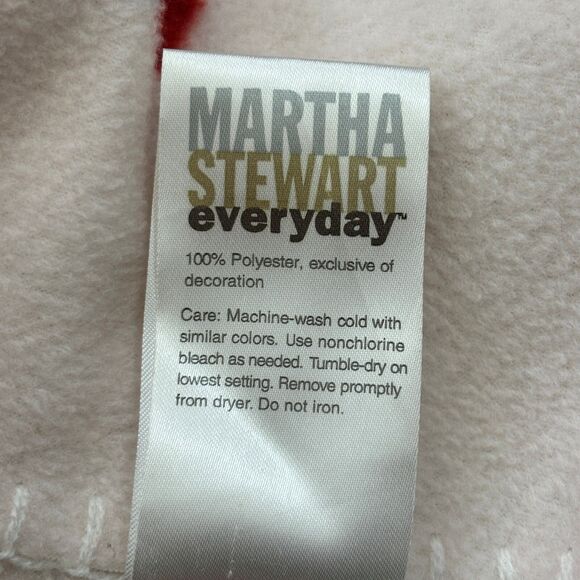 MARTHA
STEWART
everyday™
100% Polyester, exclusive of
decoration
Care: Machine-wash cold with
similar colors. Use nonchlorine
bleach as needed. Tumble-dry on
lowest setting. Remove promptly
from dryer. Do not iron.